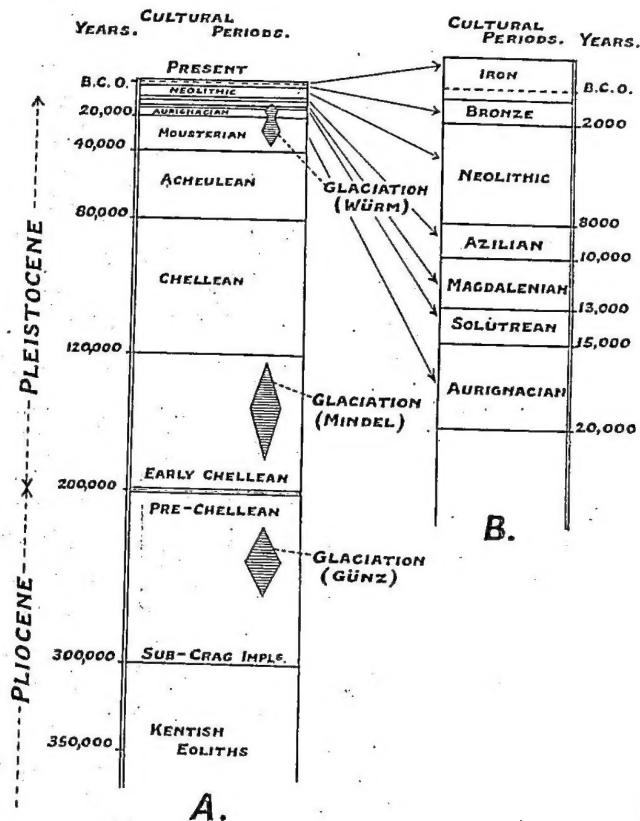 YEARS.
CULTURAL
PERIODS.
PRESENT
B.C.O.
NEOLITHIC
20,000
AURIGNACIAN
MOUSTERIAN
40,000
ACHEULEAN
80,000
CHELLEAN
120,000
EARLY CHELLEAN
200,000
PRE-CHELLEAN
SUB-CRAG IMPLS.
300,000
KENTISH
EOLITHS
350,000
A.
PLEISTOCENE
PLIOCENE
GLACIATION
(WÜRM)
GLACIATION
(MINDEL)
GLACIATION
(GÜNZ)
CULTURAL
PERIODS.
YEARS.
IRON
B.C.O.
BRONZE
2000
NEOLITHIC
8000
AZILIAN
10,000
MAGDALENIAN
13,000
SOLUTREAN
15,000
AURIGNACIAN
20,000
B.